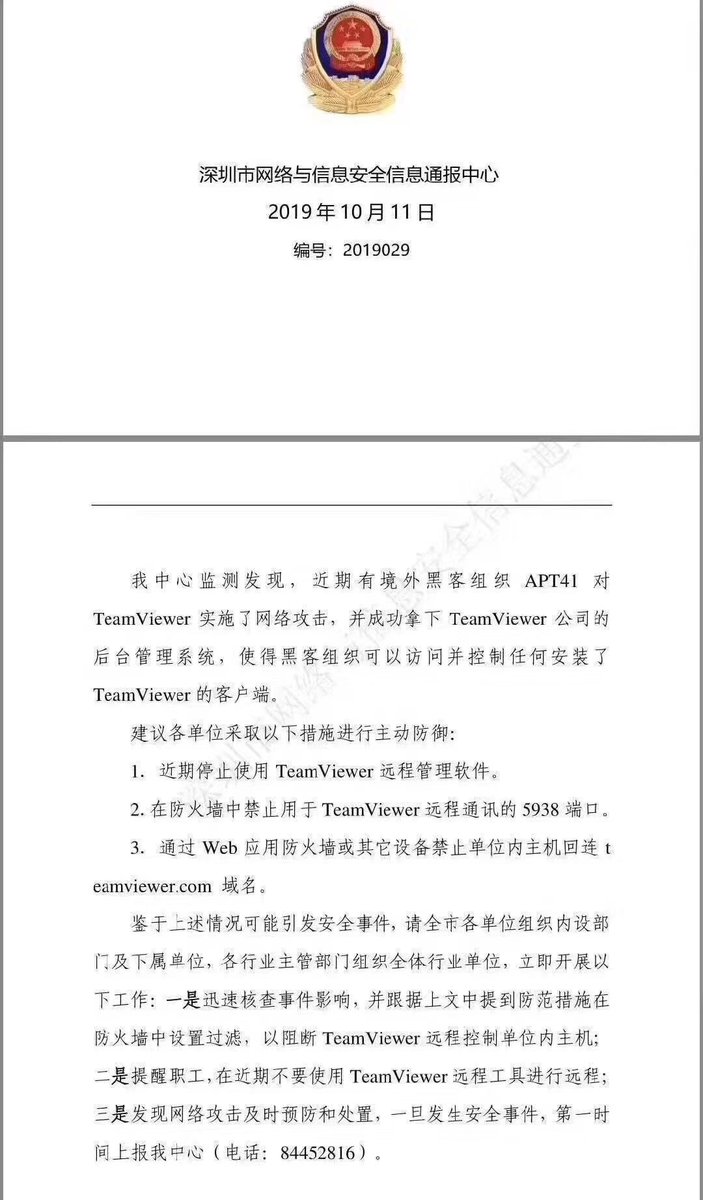 深圳市网络与信息安全信息通报中心
2019 年 10 月 11 日
编号：2019029
我中心监测发现，近期有境外黑客组织 APT41 对
TeamViewer 实施了网络攻击，并成功拿下 TeamViewer 公司的
后台管理系统，使得黑客组织可以访问并控制任何安装了
TeamViewer 的客户端。
建议各单位采取以下措施进行主动防御：
1. 近期停止使用 TeamViewer 远程管理软件。
2. 在防火墙中禁止用于 TeamViewer 远程通讯的 5938 端口。
3. 通过 Web 应用防火墙或其它设备禁止单位内主机回连 t
eamviewer.com 域名。
鉴于上述情况可能引发安全事件，请全市各单位组织内设部
门及下属单位，各行业主管部门组织全体行业单位，立即开展以
下工作：一是迅速核查事件影响，并跟据上文中提到防范措施在
防火墙中设置过滤，以阻断 TeamViewer 远程控制单位内主机；
二是提醒职工，在近期不要使用 TeamViewer 远程工具进行远程；
三是发现网络攻击及时预防和处置，一旦发生安全事件，第一时
间上报我中心（电话：84452816）。